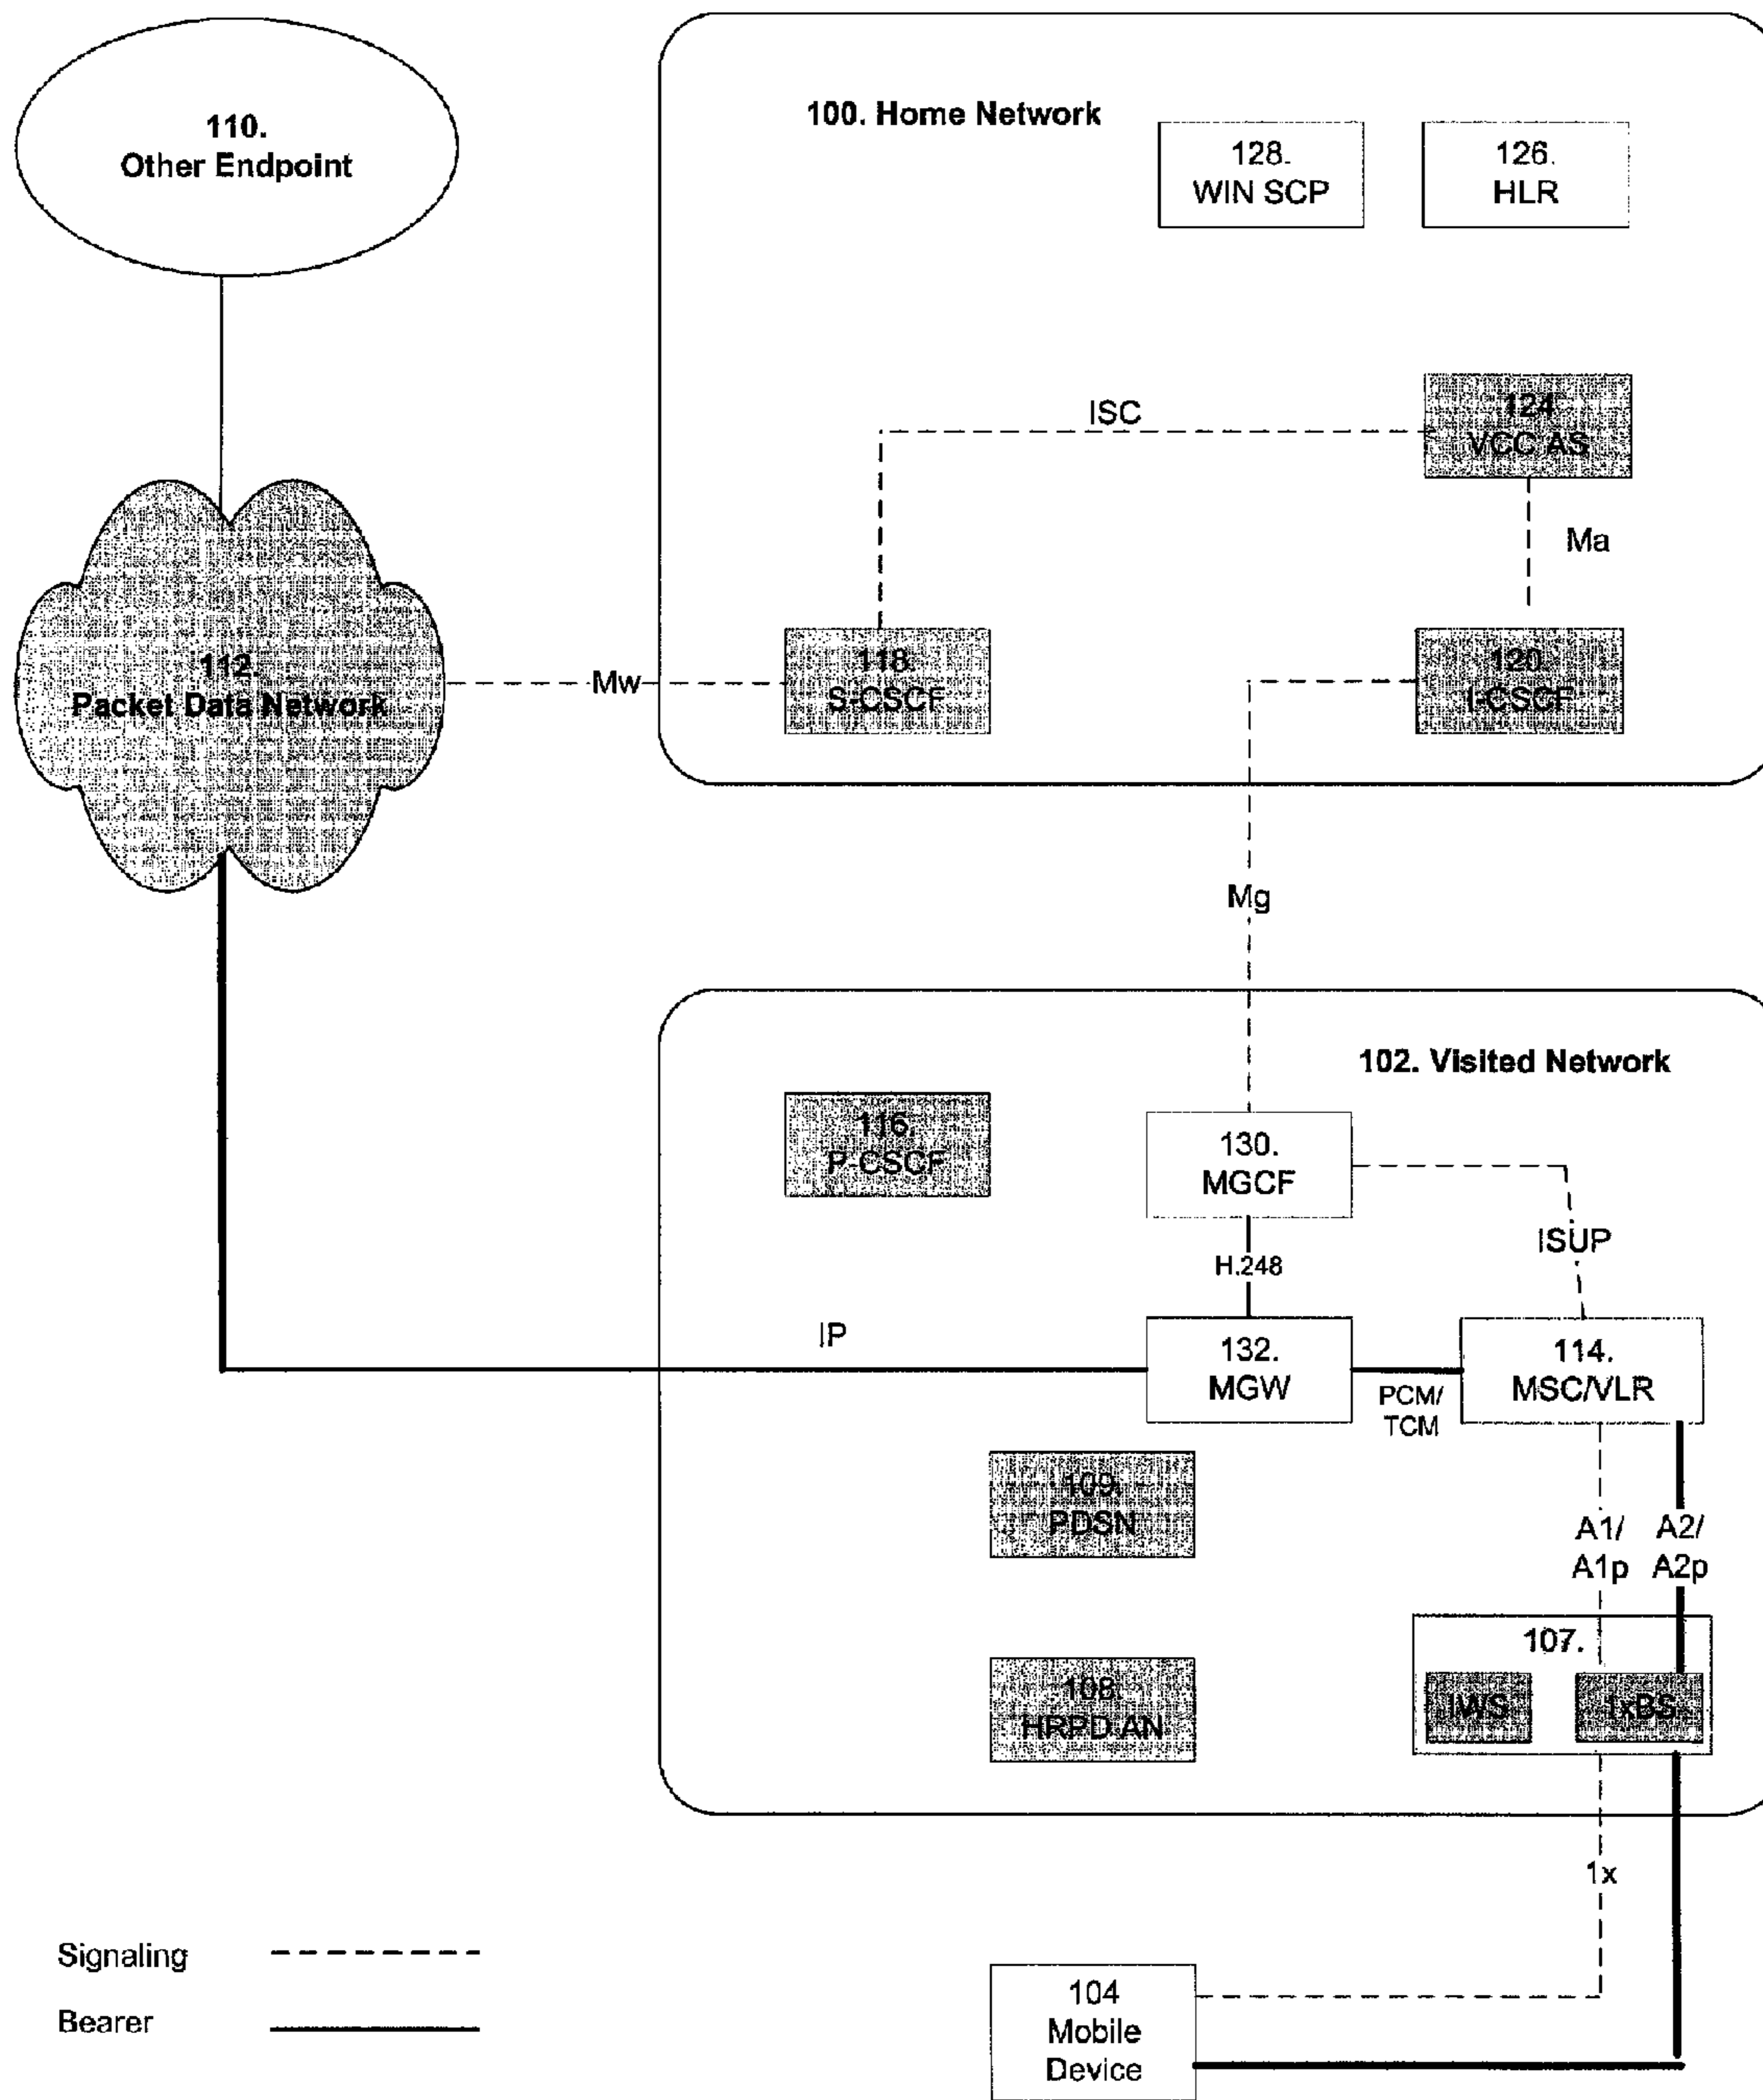 110.
Other Endpoint
100. Home Network
128.
WIN SCP
126.
HLR
ISC
124
VCC AS
Ma
112.
Packet Data Network
Mw
118.
S-CSCF
120.
I-CSCF
Mg
102. Visited Network
116.
P-CSCF
130.
MGCF
ISUP
H.248
IP
132.
MGW
PCM/
TCM
114.
MSC/VLR
109.
PDSN
A1/
A1p
A2/
A2p
107.
IWS
1xBS
108.
HRPD AN
1x
Signaling
Bearer
104
Mobile
Device